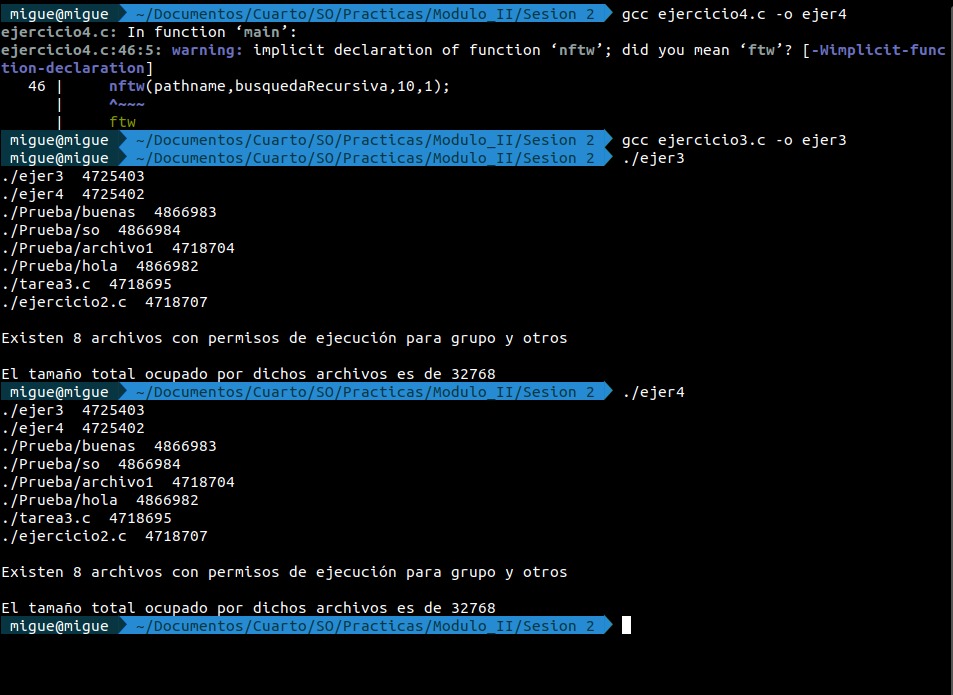 migue@migue ~/Documentos/Cuarto/SO/Practicas/Modulo_II/Sesion 2 gcc ejercicio4.c -o ejer4
ejercicio4.c: In function ‘main’:
ejercicio4.c:46:5: warning: implicit declaration of function ‘nftw’; did you mean ‘ftw’? [-Wimplicit-func
tion-declaration]
46 | nftw(pathname,busquedaRecursiva,10,1);
| ^~~~
| ftw
migue@migue ~/Documentos/Cuarto/SO/Practicas/Modulo_II/Sesion 2 gcc ejercicio3.c -o ejer3
migue@migue ~/Documentos/Cuarto/SO/Practicas/Modulo_II/Sesion 2 ./ejer3
./ejer3 4725403
./ejer4 4725402
./Prueba/buenas 4866983
./Prueba/so 4866984
./Prueba/archivo1 4718704
./Prueba/hola 4866982
./tarea3.c 4718695
./ejercicio2.c 4718707
Existen 8 archivos con permisos de ejecución para grupo y otros
El tamaño total ocupado por dichos archivos es de 32768
migue@migue ~/Documentos/Cuarto/SO/Practicas/Modulo_II/Sesion 2 ./ejer4
./ejer3 4725403
./ejer4 4725402
./Prueba/buenas 4866983
./Prueba/so 4866984
./Prueba/archivo1 4718704
./Prueba/hola 4866982
./tarea3.c 4718695
./ejercicio2.c 4718707
Existen 8 archivos con permisos de ejecución para grupo y otros
El tamaño total ocupado por dichos archivos es de 32768
migue@migue ~/Documentos/Cuarto/SO/Practicas/Modulo_II/Sesion 2